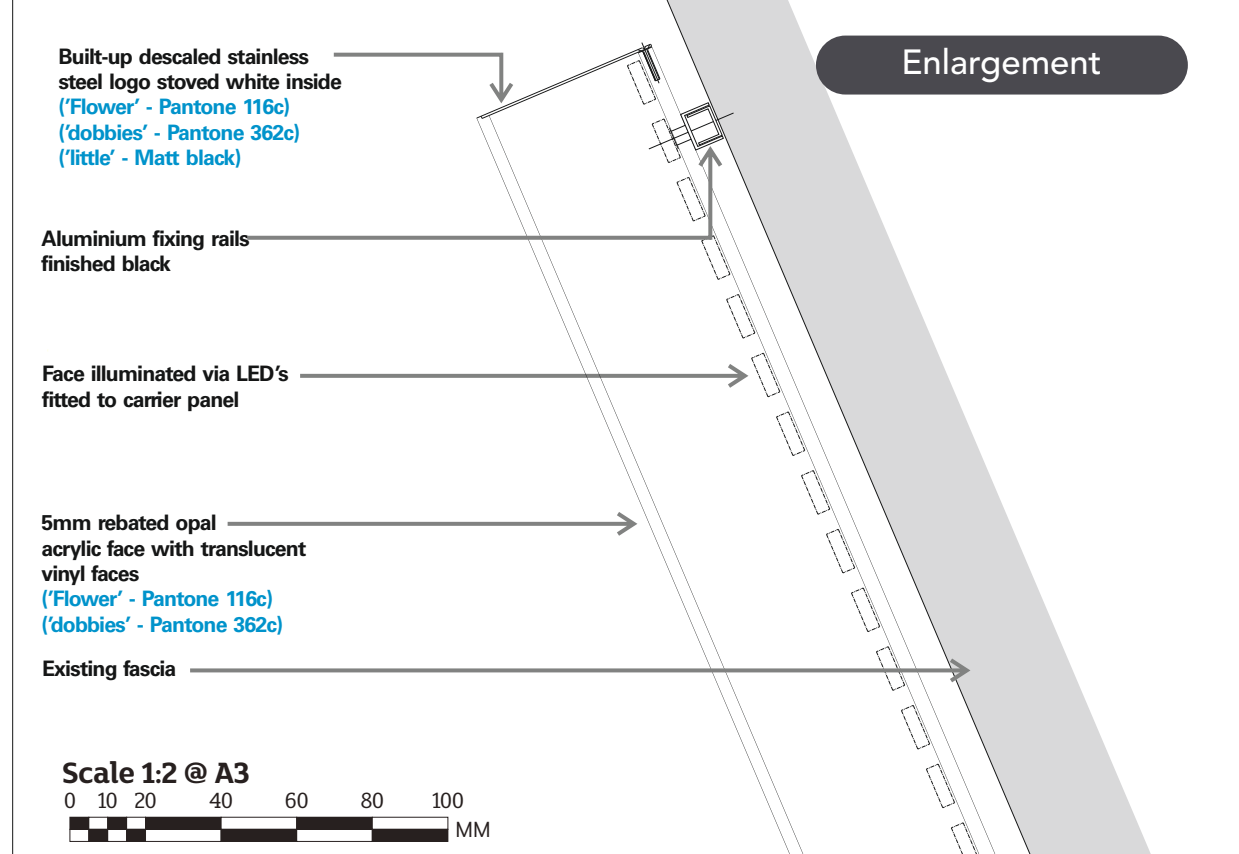 Enlargement
Built-up descaled stainless
steel logo stoved white inside
('Flower' - Pantone 116c)
('dobbies' - Pantone 362c)
('little' - Matt black)
Aluminium fixing rails
finished black
Face illuminated via LED's
fitted to carrier panel
5mm rebated opal
acrylic face with translucent
vinyl faces
('Flower' - Pantone 116c)
('dobbies' - Pantone 362c)
Existing fascia
Scale 1:2 @ A3
0 10 20 40 60 80 100
MM